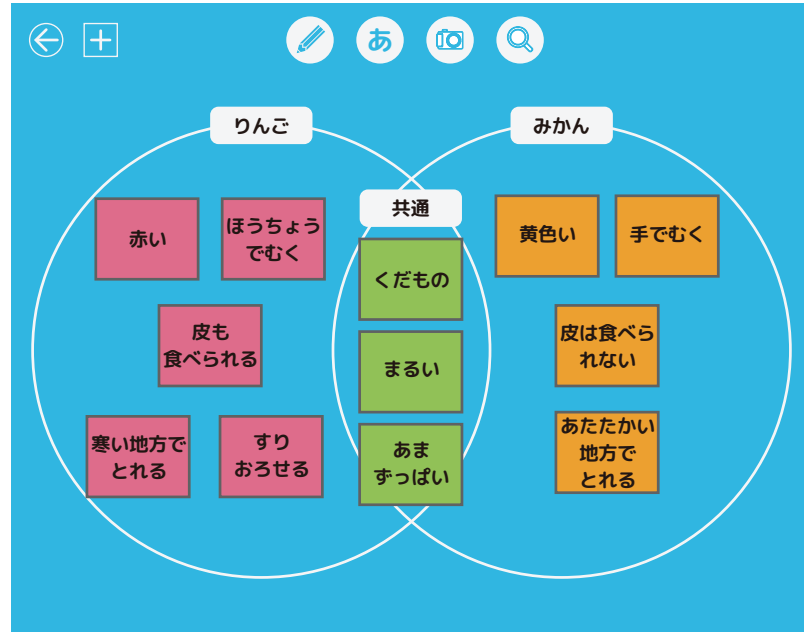 あ
りんご
みかん
共通
赤い
ほうちょう
でむく
皮も
食べられる
寒い地方で
とれる
すり
おろせる
くだもの
まるい
あま
ずっぱい
黄色い
手でむく
皮は食べら
れない
あたたかい
地方で
とれる